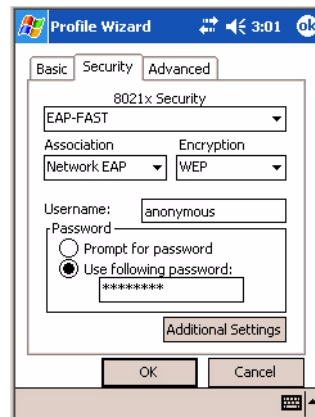 Profile Wizard 3:01 ok
Basic Security Advanced
8021x Security
EAP-FAST
Association Encryption
Network EAP WEP
Username: anonymous
Password
Prompt for password
Use following password:
********
Additional Settings
OK Cancel